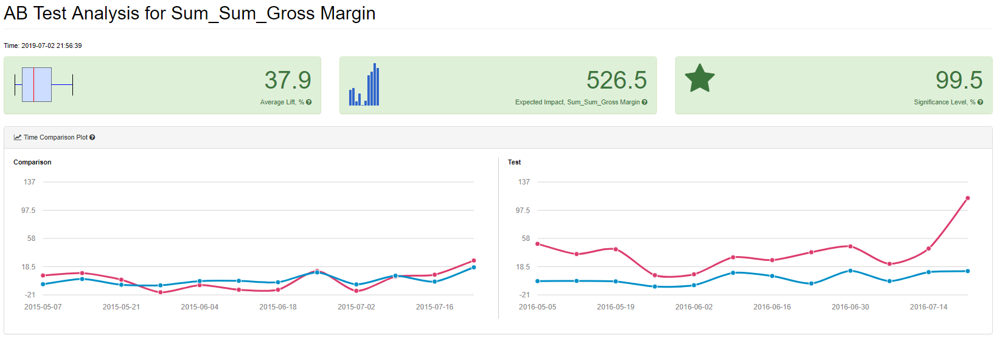 AB Test Analysis for Sum_Sum_Gross Margin
Time: 2019-07-02 21:56:39
37.9
Average Lift, %
526.5
Expected Impact, Sum_Sum_Gross Margin
99.5
Significance Level, %
Time Comparison Plot
Comparison
137
97.5
58
18.5
-21
2015-05-07 2015-05-21 2015-06-04 2015-06-18 2015-07-02 2015-07-16
Test
137
97.5
58
18.5
-21
2016-05-05 2016-05-19 2016-06-02 2016-06-16 2016-06-30 2016-07-14